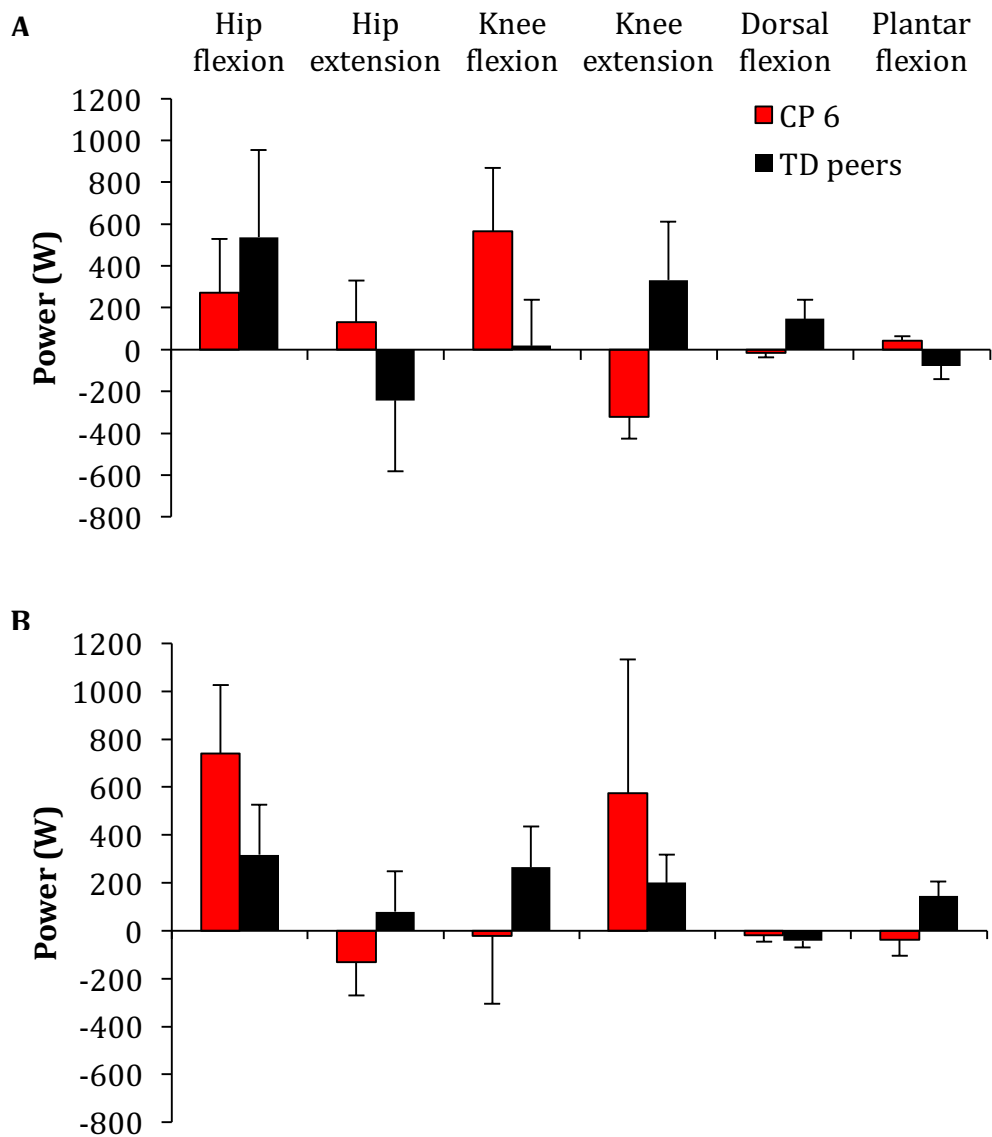 A
Hip flexion
Hip extension
Knee flexion
Knee extension
Dorsal flexion
Plantar flexion
1200
1000
800
600
400
200
0
-200
-400
-600
-800
Power (W)
CP 6
TD peers
B
1200
1000
800
600
400
200
0
-200
-400
-600
-800
Power (W)